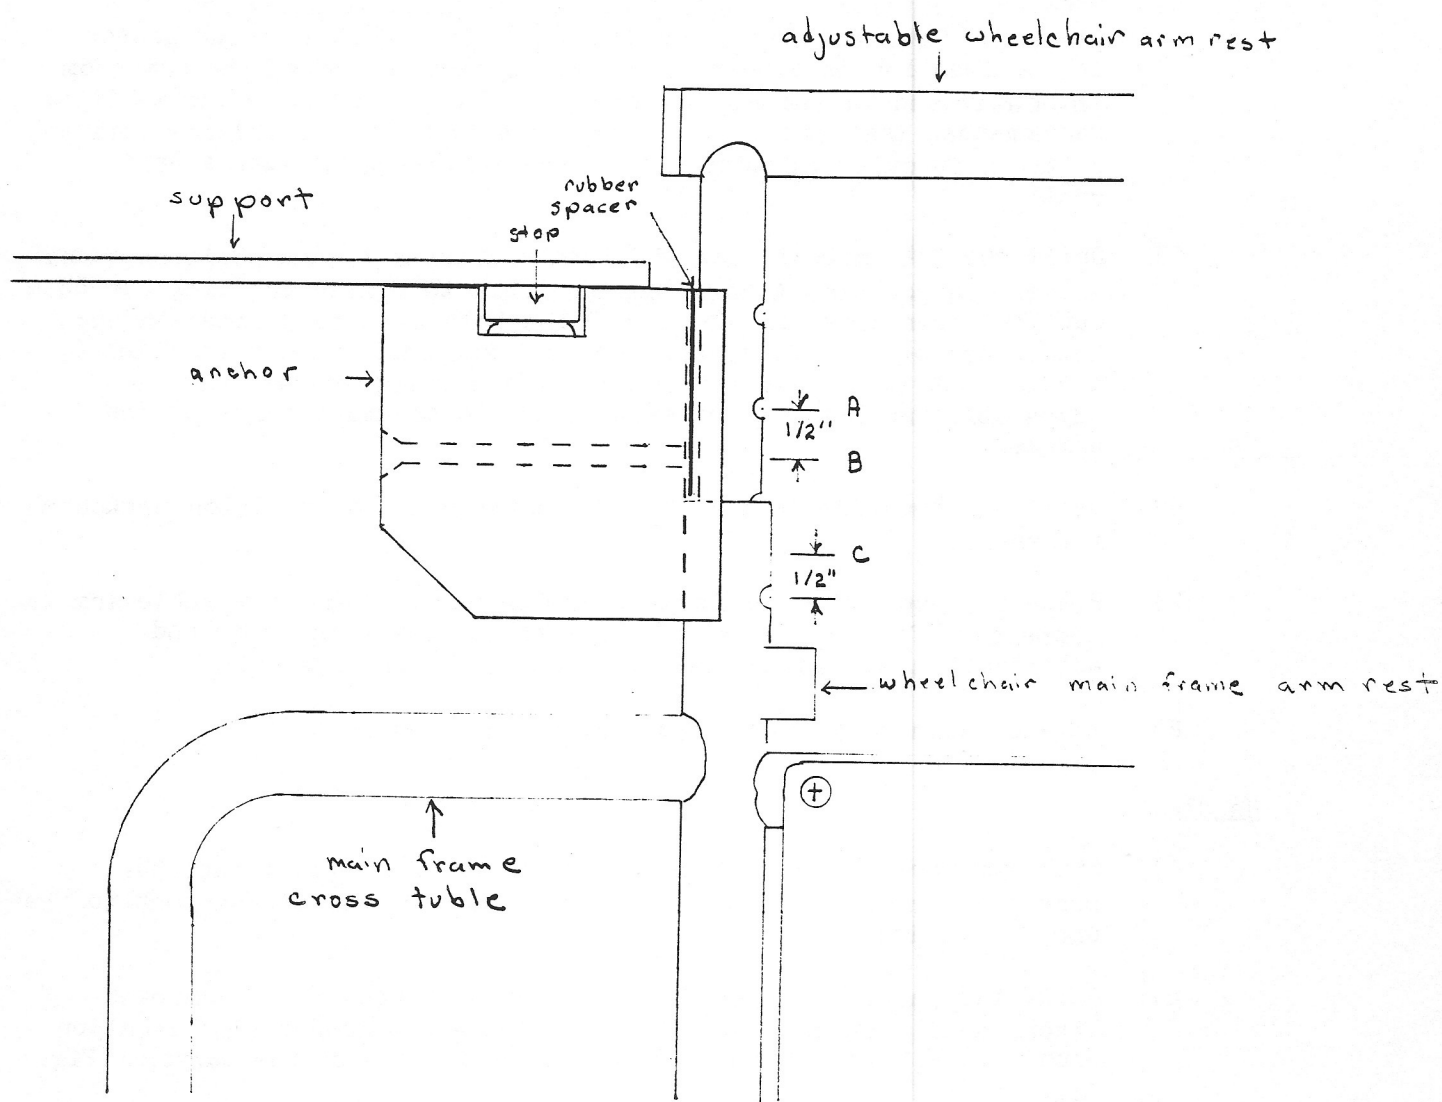 adjustable wheelchair arm rest
support
rubber
spacer
stop
anchor
A
1/2"
B
C
1/2"
wheelchair main frame arm rest
main frame
cross tuble